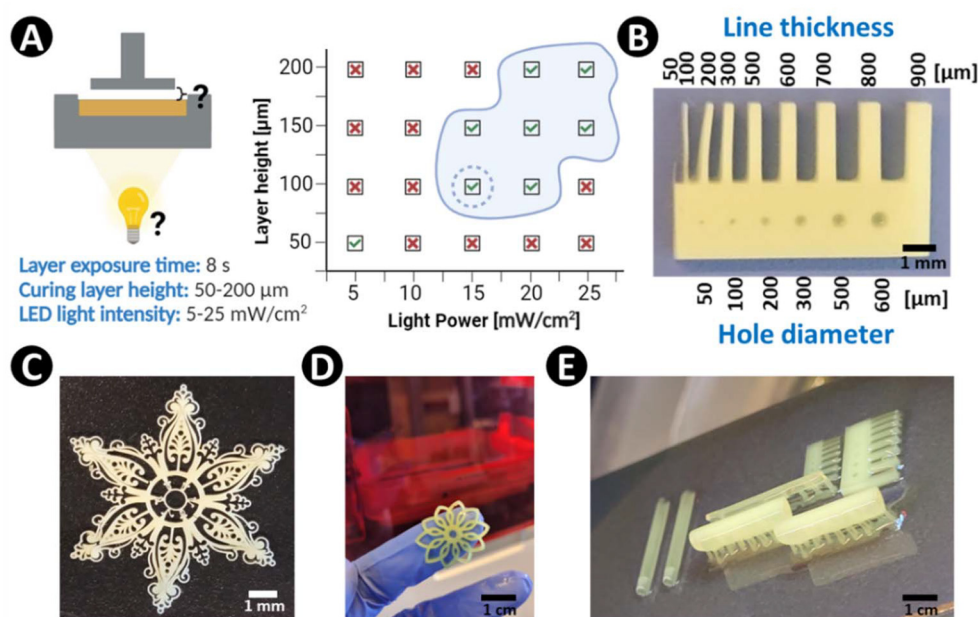 A
?
?
Layer exposure time: 8 s
Curing layer height: 50-200 µm
LED light intensity: 5-25 mW/cm²
Layer height [µm]
200
150
100
50
5 10 15 20 25
Light Power [mW/cm²]
B
Line thickness
50 100 200 300 500 600 700 800 900 [µm]
1 mm
50 100 200 300 500 600 [µm]
Hole diameter
C
1 mm
D
1 cm
E
1 cm